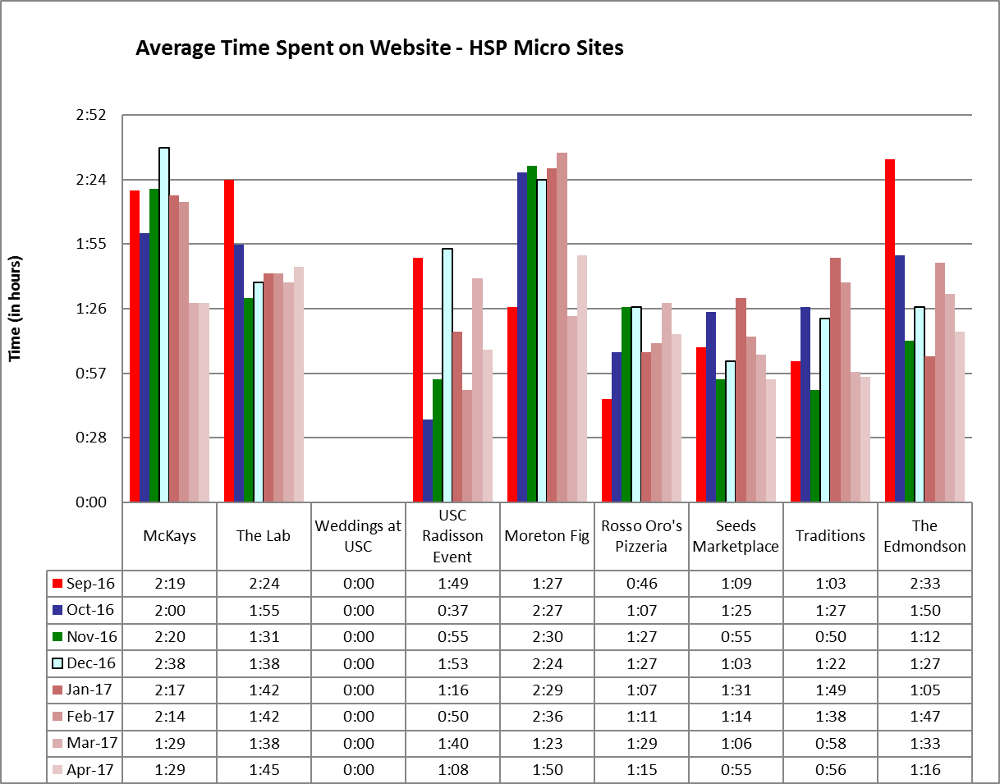 Average Time Spent on Website - HSP Micro Sites
Time (in hours)
2:52
2:24
1:55
1:26
0:57
0:28
0:00
McKays
The Lab
Weddings at
USC
USC
Radisson
Event
Moreton Fig
Rosso Oro's
Pizzeria
Seeds
Marketplace
Traditions
The
Edmondson
Sep-16 2:19 2:24 0:00 1:49 1:27 0:46 1:09 1:03 2:33
Oct-16 2:00 1:55 0:00 0:37 2:27 1:07 1:25 1:27 1:50
Nov-16 2:20 1:31 0:00 0:55 2:30 1:27 0:55 0:50 1:12
Dec-16 2:38 1:38 0:00 1:53 2:24 1:27 1:03 1:22 1:27
Jan-17 2:17 1:42 0:00 1:16 2:29 1:07 1:31 1:49 1:05
Feb-17 2:14 1:42 0:00 0:50 2:36 1:11 1:14 1:38 1:47
Mar-17 1:29 1:38 0:00 1:40 1:23 1:29 1:06 0:58 1:33
Apr-17 1:29 1:45 0:00 1:08 1:50 1:15 0:55 0:56 1:16